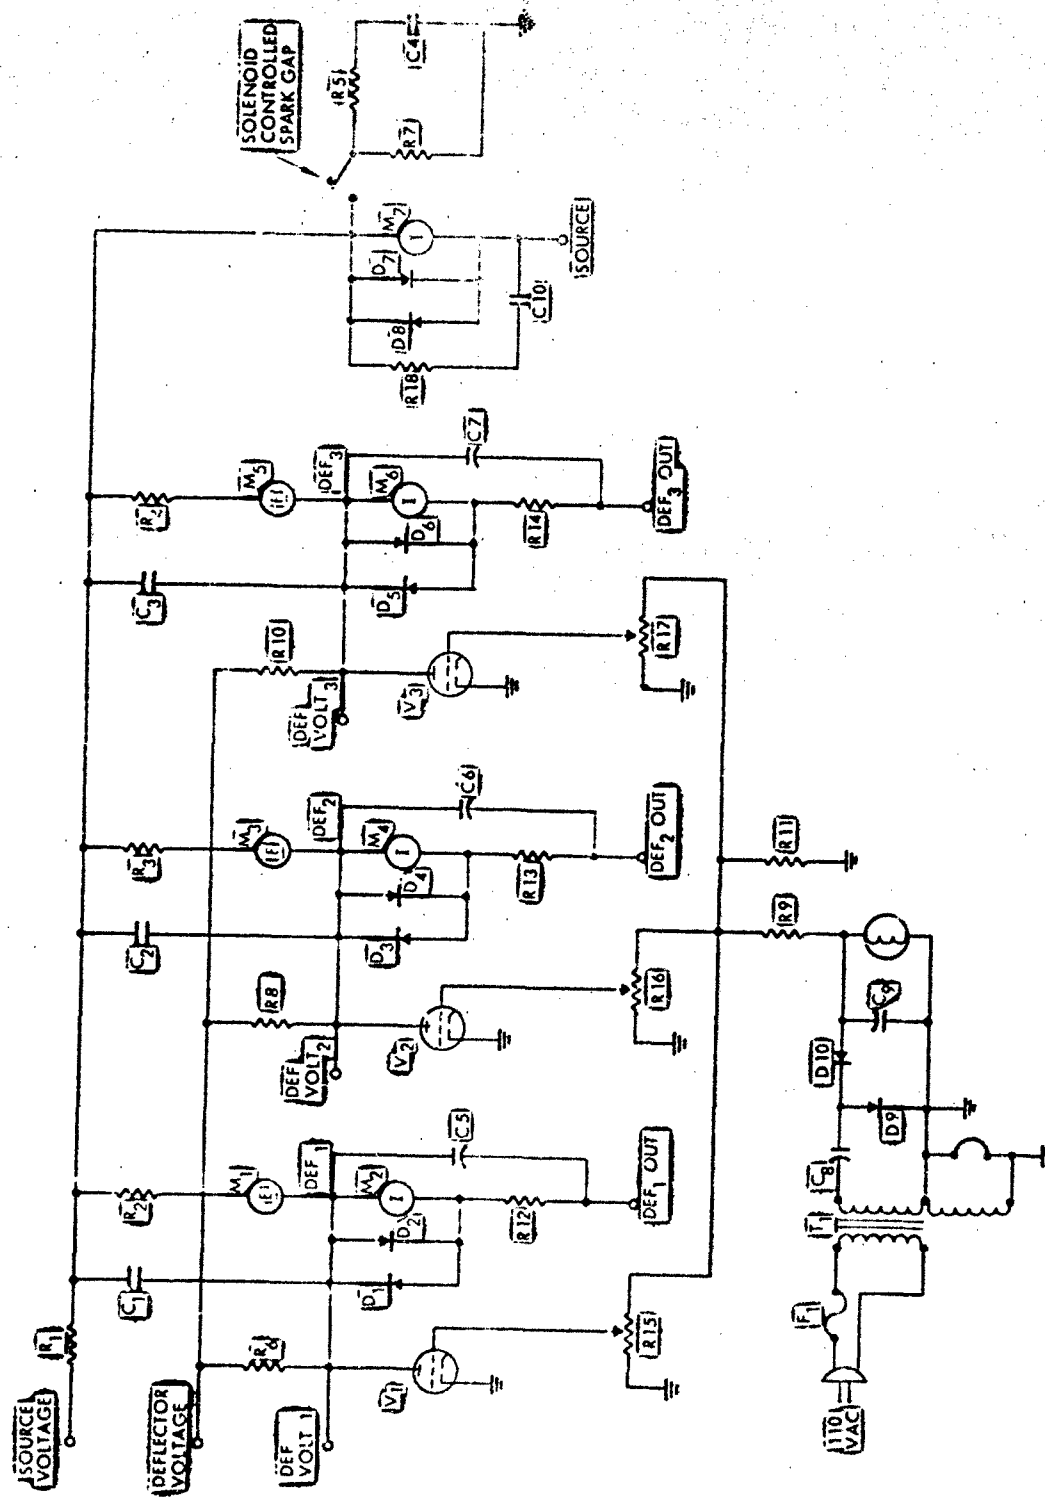 SOURCE
VOLTAGE
R1
DEFLECTOR
VOLTAGE
DEF
VOLT 1
C1
R2
M1
E
DEF 1
R6
D1
D2
M2
I
C5
V1
R12
DEF1 OUT
R15
C2
R3
M3
E
DEF2
R8
DEF
VOLT2
D3
D4
M4
I
C6
V2
R13
DEF2 OUT
R16
C3
R2
M5
E
DEF3
R10
DEF
VOLT 3
D5
D6
M6
I
C7
V3
R14
DEF3 OUT
R17
SOLENOID
CONTROLLED
SPARK GAP
R5
C4
R7
M7
I
D7
D8
R18
C10
SOURCE
R9
R11
110
VAC
F1
T1
C8
D9
D10
C9